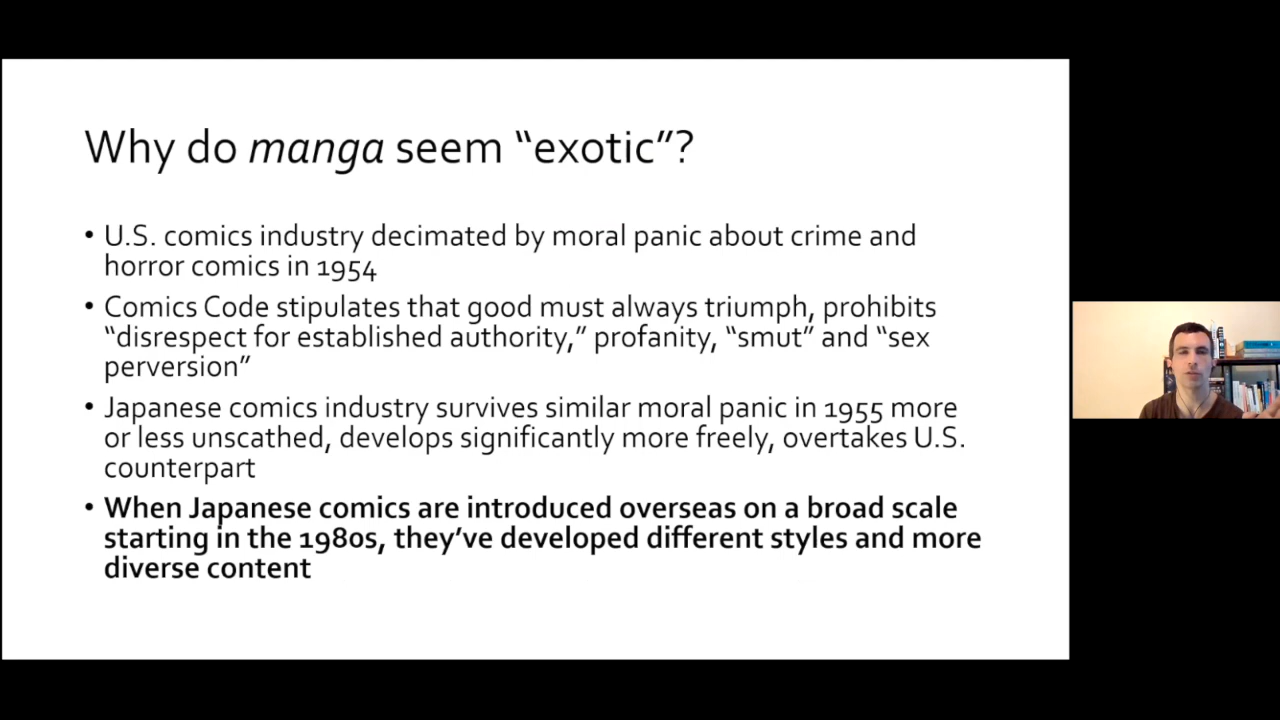 Why do manga seem “exotic”?
• U.S. comics industry decimated by moral panic about crime and
horror comics in 1954
• Comics Code stipulates that good must always triumph, prohibits
“disrespect for established authority,” profanity, “smut” and “sex
perversion”
• Japanese comics industry survives similar moral panic in 1955 more
or less unscathed, develops significantly more freely, overtakes U.S.
counterpart
• When Japanese comics are introduced overseas on a broad scale
starting in the 1980s, they’ve developed different styles and more
diverse content